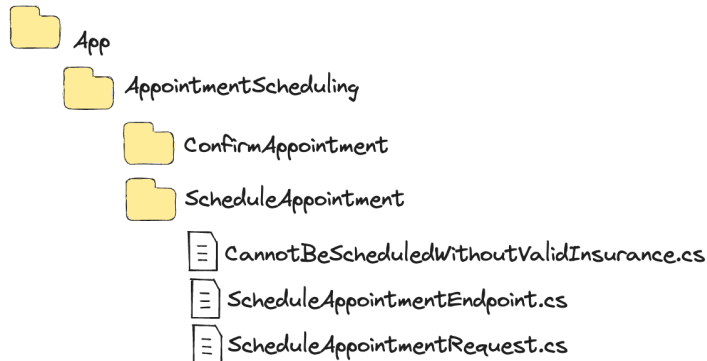 App
AppointmentScheduling
ConfirmAppointment
ScheduleAppointment
CannotBeScheduledWithoutValidInsurance.cs
ScheduleAppointmentEndpoint.cs
ScheduleAppointmentRequest.cs